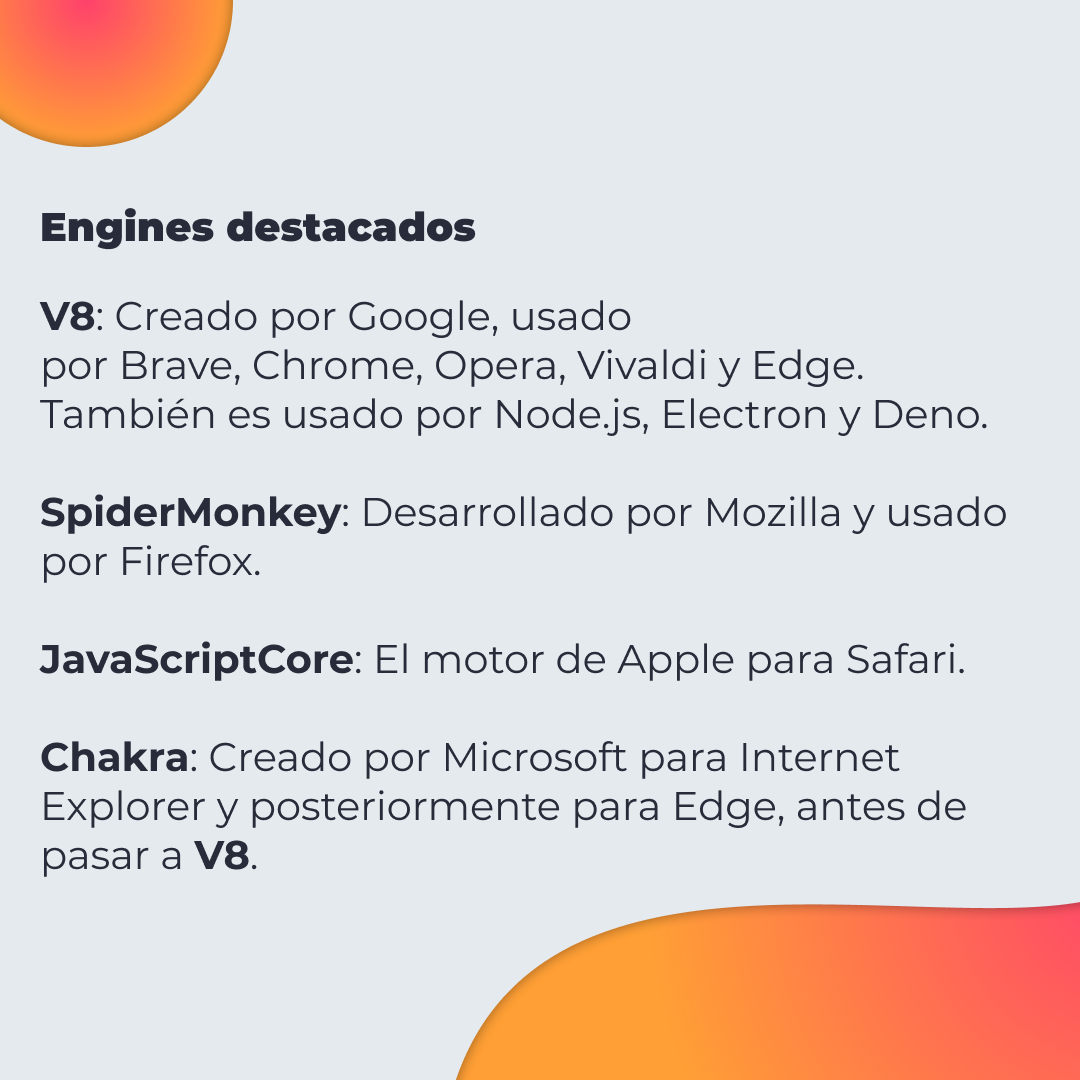 Engines destacados
V8: Creado por Google, usado
por Brave, Chrome, Opera, Vivaldi y Edge.
También es usado por Node.js, Electron y Deno.
SpiderMonkey: Desarrollado por Mozilla y usado
por Firefox.
JavaScriptCore: El motor de Apple para Safari.
Chakra: Creado por Microsoft para Internet
Explorer y posteriormente para Edge, antes de
pasar a V8.